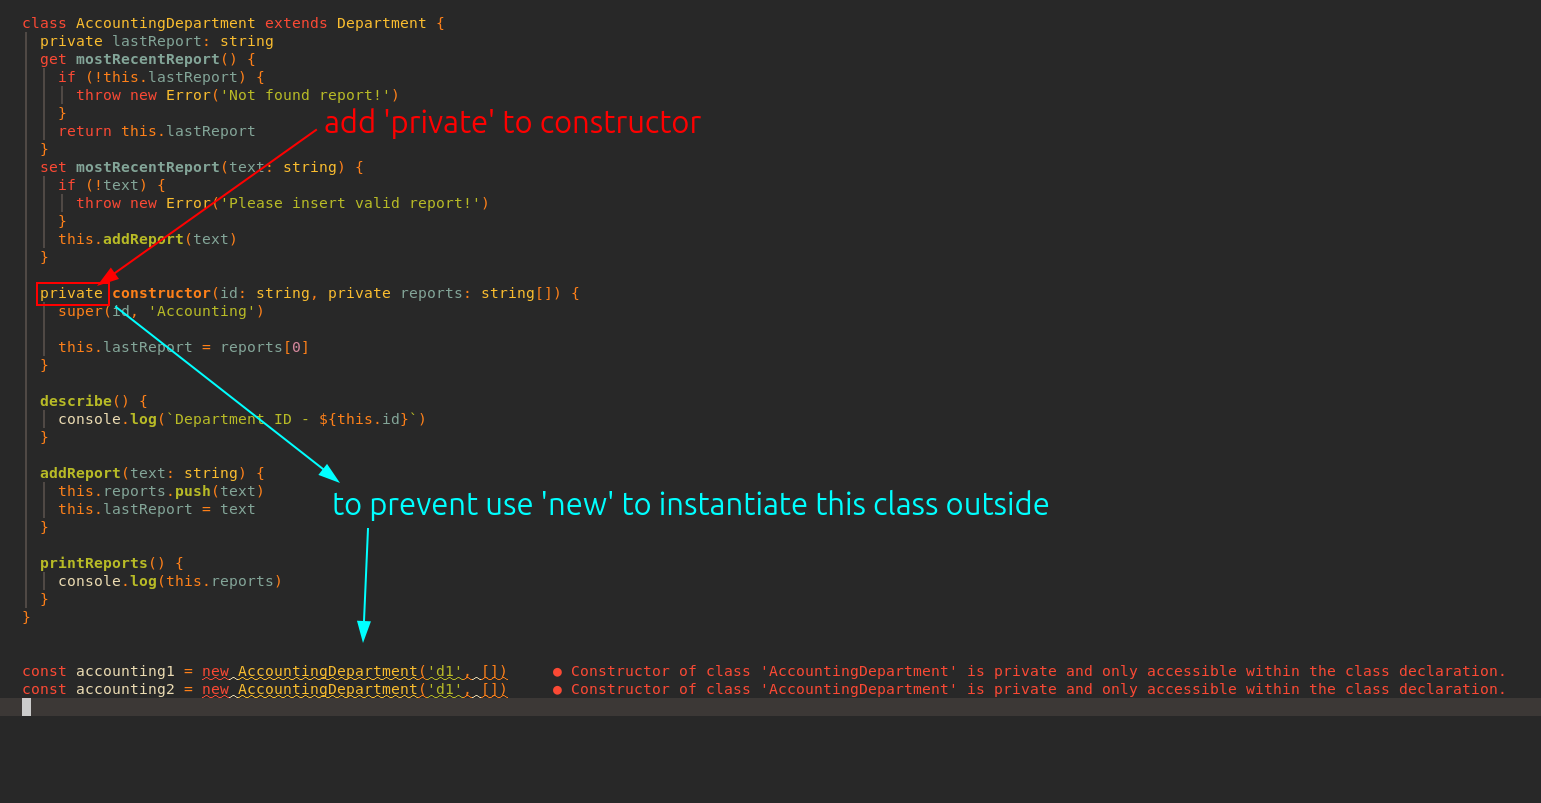 class AccountingDepartment extends Department {
private lastReport: string
get mostRecentReport() {
if (!this.lastReport) {
throw new Error('Not found report!')
}
add 'private' to constructor
return this.lastReport
}
set mostRecentReport(text: string) {
if (!text) {
throw new Error('Please insert valid report!')
}
this.addReport(text)
}
private constructor(id: string, private reports: string[]) {
super(id, 'Accounting')
this.lastReport = reports[0]
}
describe() {
console.log(`Department ID - ${this.id}`)
}
addReport(text: string) {
this.reports.push(text)
to prevent use 'new' to instantiate this class outside
this.lastReport = text
}
printReports() {
console.log(this.reports)
}
}
const accounting1 = new AccountingDepartment('d1', []) ● Constructor of class 'AccountingDepartment' is private and only accessible within the class declaration.
const accounting2 = new AccountingDepartment('d1', []) ● Constructor of class 'AccountingDepartment' is private and only accessible within the class declaration.